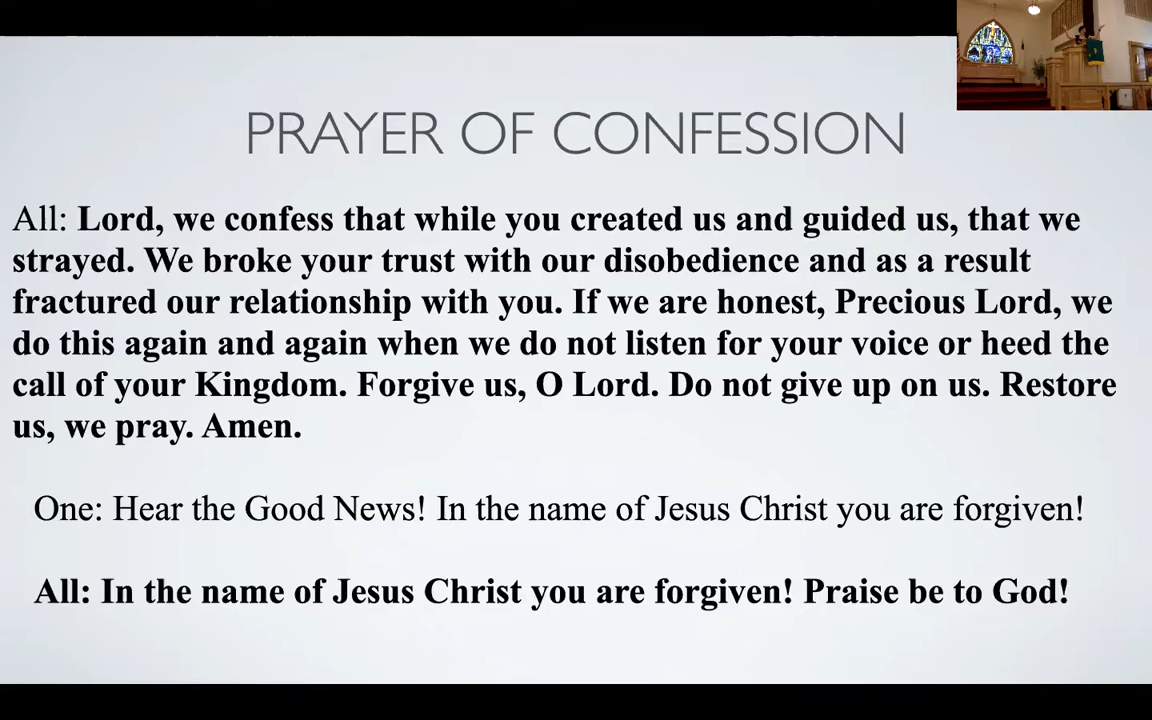 PRAYER OF CONFESSION
All: Lord, we confess that while you created us and guided us, that we
strayed. We broke your trust with our disobedience and as a result
fractured our relationship with you. If we are honest, Precious Lord, we
do this again and again when we do not listen for your voice or heed the
call of your Kingdom. Forgive us, O Lord. Do not give up on us. Restore
us, we pray. Amen.
One: Hear the Good News! In the name of Jesus Christ you are forgiven!
All: In the name of Jesus Christ you are forgiven! Praise be to God!